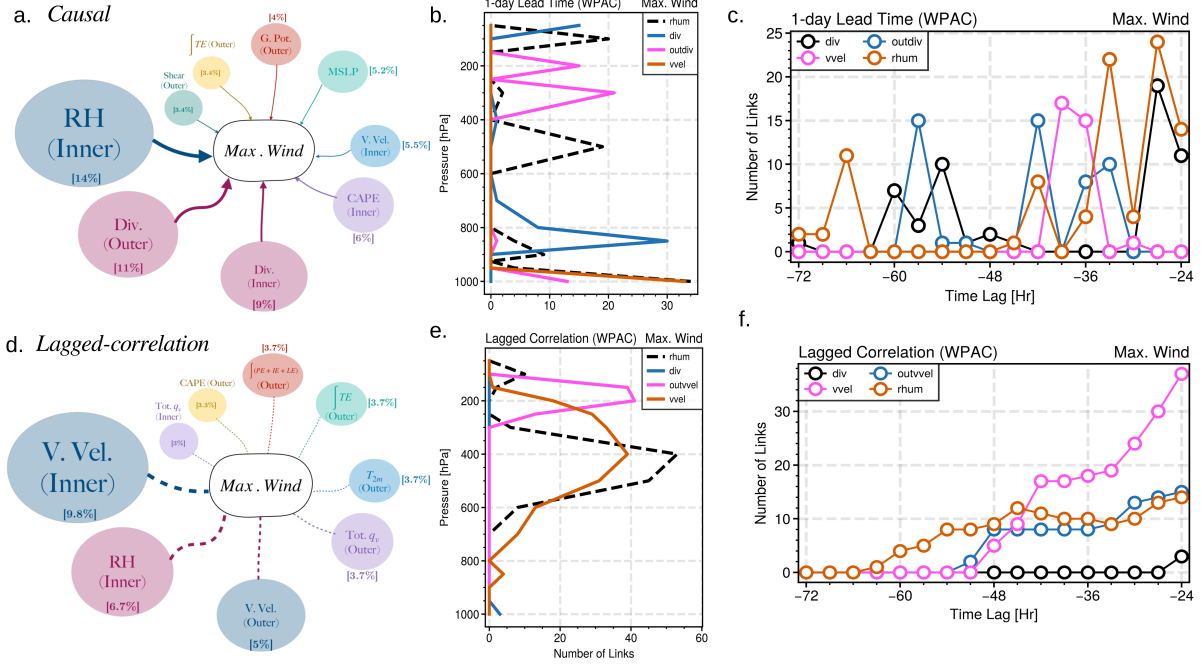 a. Causal
[4%]
G. Pot.
(Outer)
∫ TE (Outer)
[3.4%]
Shear
(Outer)
[3.4%]
MSLP
[5.2%]
RH
(Inner)
[14%]
Max . Wind
V. Vel.
(Inner)
[5.5%]
CAPE
(Inner)
[6%]
Div.
(Outer)
[11%]
Div.
(Inner)
[9%]
b.
1-day Lead Time (WPAC) Max. Wind
rhum
div
outdiv
vvel
Pressure [hPa]
200
400
600
800
1000
0 10 20 30
c.
1-day Lead Time (WPAC) Max. Wind
div outdiv
vvel rhum
Number of Links
25
20
15
10
5
0
−72 −60 −48 −36 −24
Time Lag [Hr]
d. Lagged-correlation
[3.7%]
∫(PE + IE + LE)
(Outer)
CAPE (Outer)
[3.3%]
Tot. qv
(Inner)
[3%]
∫ TE
(Outer)
[3.7%]
V. Vel.
(Inner)
[9.8%]
Max . Wind
T2m
(Outer)
[3.7%]
Tot. qv
(Outer)
[3.7%]
RH
(Inner)
[6.7%]
V. Vel.
(Outer)
[5%]
e.
Lagged Correlation (WPAC) Max. Wind
rhum
div
outvvel
vvel
Pressure [hPa]
200
400
600
800
1000
0 20 40 60
Number of Links
f.
Lagged Correlation (WPAC) Max. Wind
div outvvel
vvel rhum
Number of Links
30
20
10
0
−72 −60 −48 −36 −24
Time Lag [Hr]